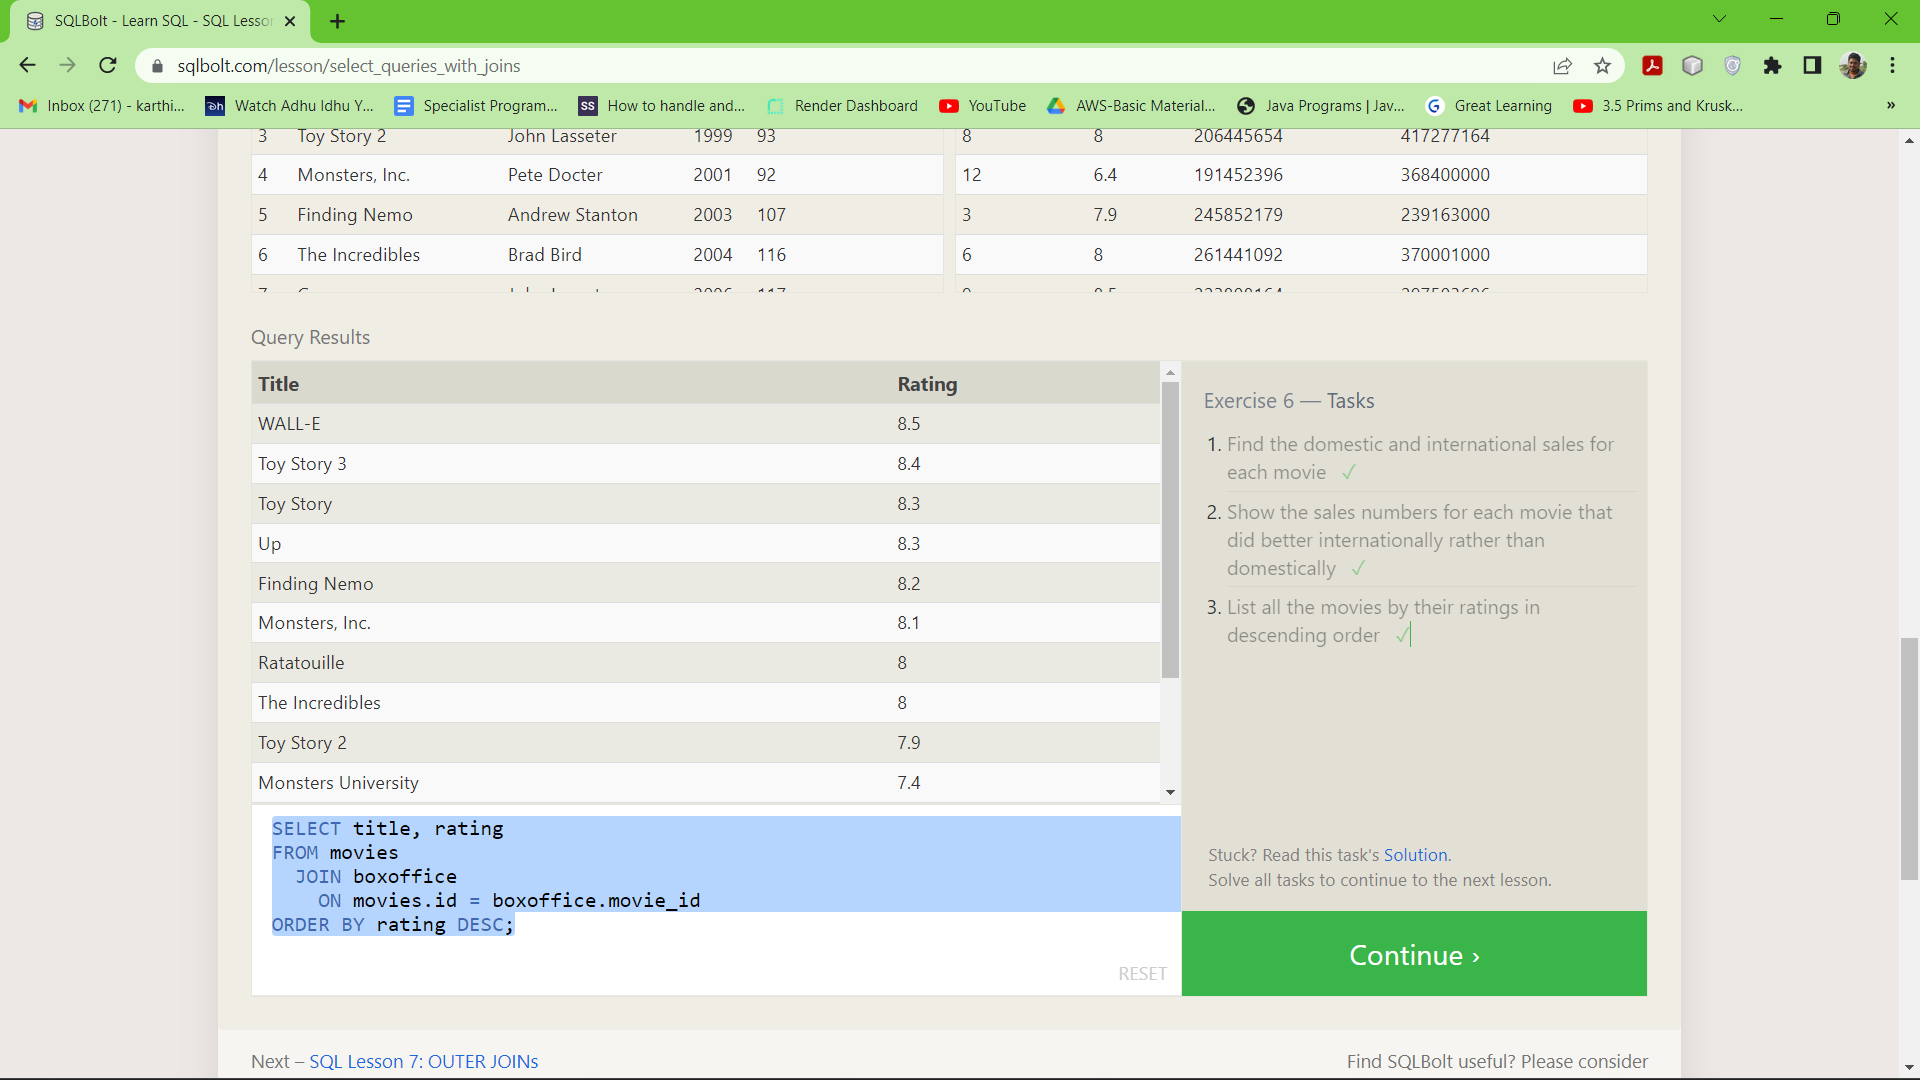 SQLBolt - Learn SQL - SQL Lesson
sqlbolt.com/lesson/select_queries_with_joins
Inbox (271) - karthi... Watch Adhu Idhu Y... Specialist Program... How to handle and... Render Dashboard YouTube AWS-Basic Material... Java Programs | Jav... Great Learning 3.5 Prims and Krusk... »
3 Toy Story 2 John Lasseter 1999 93 8 8 206445654 417277164
4 Monsters, Inc. Pete Docter 2001 92 12 6.4 191452396 368400000
5 Finding Nemo Andrew Stanton 2003 107 3 7.9 245852179 239163000
6 The Incredibles Brad Bird 2004 116 6 8 261441092 370001000
Query Results
Title Rating
WALL-E 8.5
Toy Story 3 8.4
Toy Story 8.3
Up 8.3
Finding Nemo 8.2
Monsters, Inc. 8.1
Ratatouille 8
The Incredibles 8
Toy Story 2 7.9
Monsters University 7.4
SELECT title, rating
FROM movies
JOIN boxoffice
ON movies.id = boxoffice.movie_id
ORDER BY rating DESC;
RESET
Exercise 6 — Tasks
1. Find the domestic and international sales for
each movie ✓
2. Show the sales numbers for each movie that
did better internationally rather than
domestically ✓
3. List all the movies by their ratings in
descending order ✓
Stuck? Read this task's Solution.
Solve all tasks to continue to the next lesson.
Continue ›
Next – SQL Lesson 7: OUTER JOINs
Find SQLBolt useful? Please consider